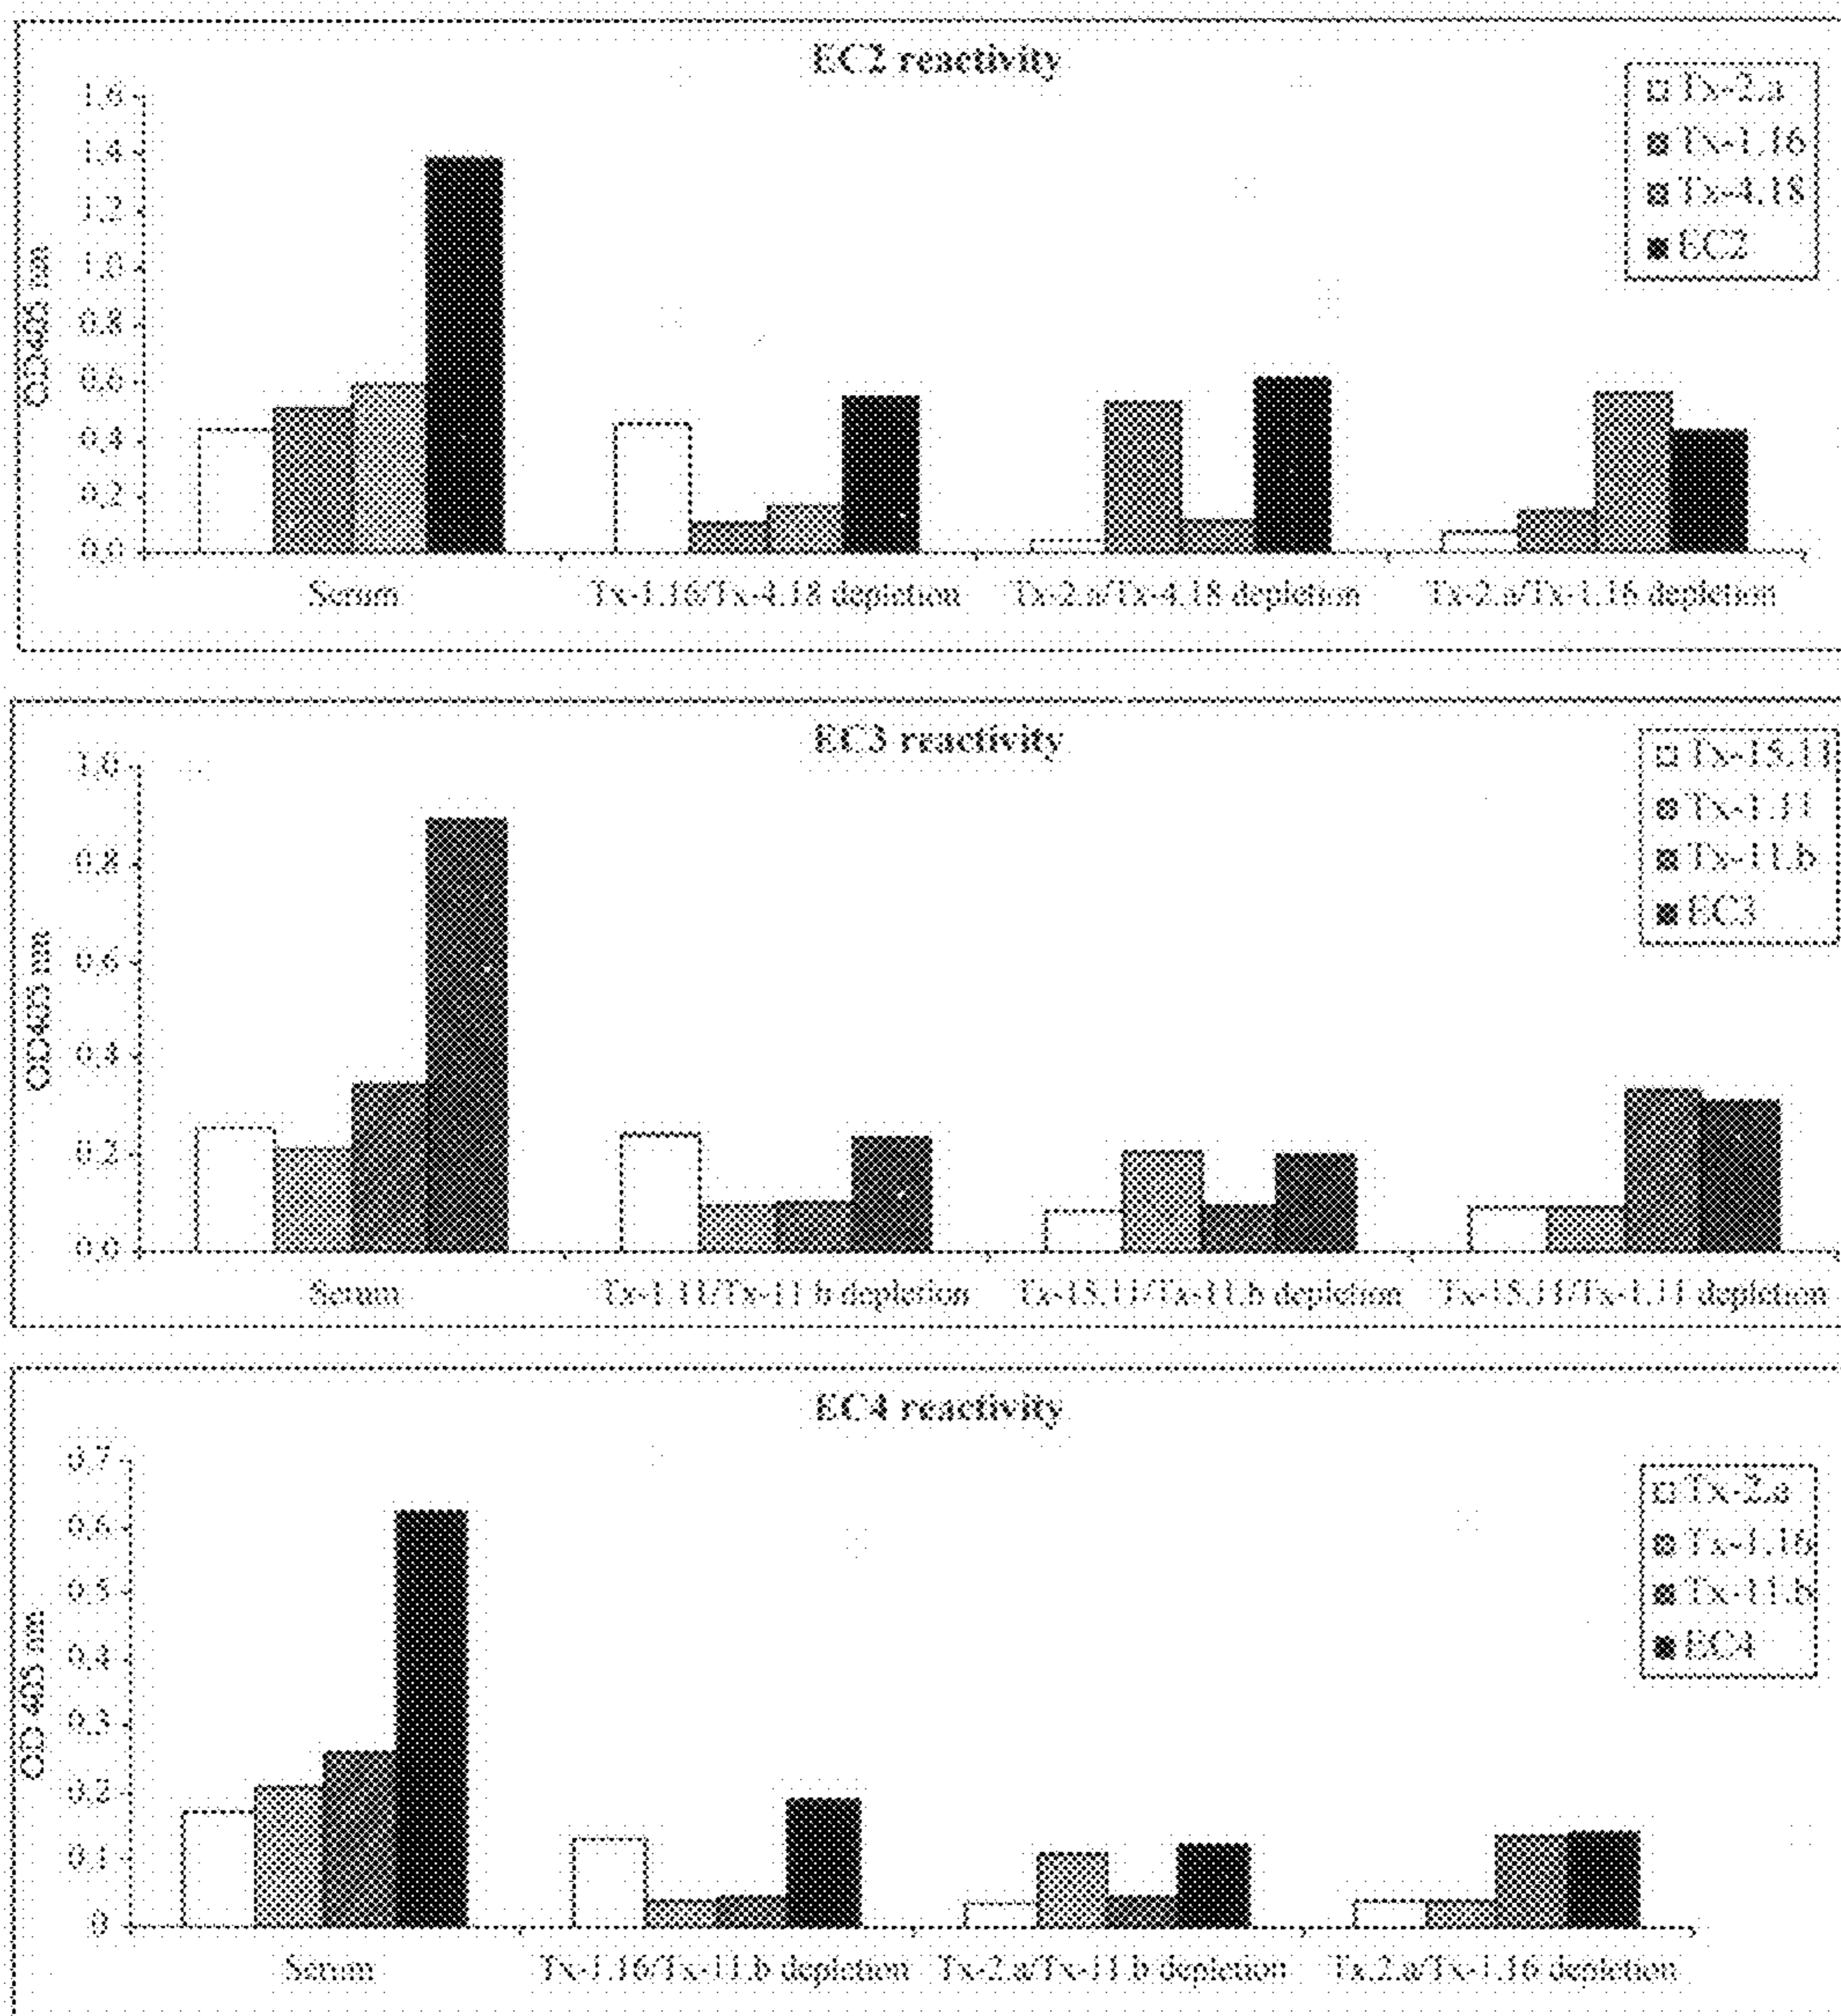 EC2 reactivity
1.6
1.4
1.2
1.0
0.8
0.6
0.4
0.2
0.0
OD 495 nm
Tx-2.a
Tx-1.16
Tx-4.18
EC2
Serum
Tx-1.16/Tx-4.18 depletion
Tx-2.a/Tx-4.18 depletion
Tx-2.a/Tx-1.16 depletion
EC3 reactivity
1.0
0.8
0.6
0.4
0.2
0.0
OD 495 nm
Tx-15.11
Tx-1.11
Tx-11.b
EC3
Serum
Tx-1.11/Tx-11 b depletion
Tx-15.11/Tx-11.b depletion
Tx-15.11/Tx-1.11 depletion
EC4 reactivity
0.7
0.6
0.5
0.4
0.3
0.2
0.1
0
OD 495 nm
Tx-2.a
Tx-1.16
Tx-11.b
EC4
Serum
Tx-1.16/Tx-11.b depletion
Tx-2.a/Tx-11.b depletion
Tx.2.a/Tx-1.16 depletion